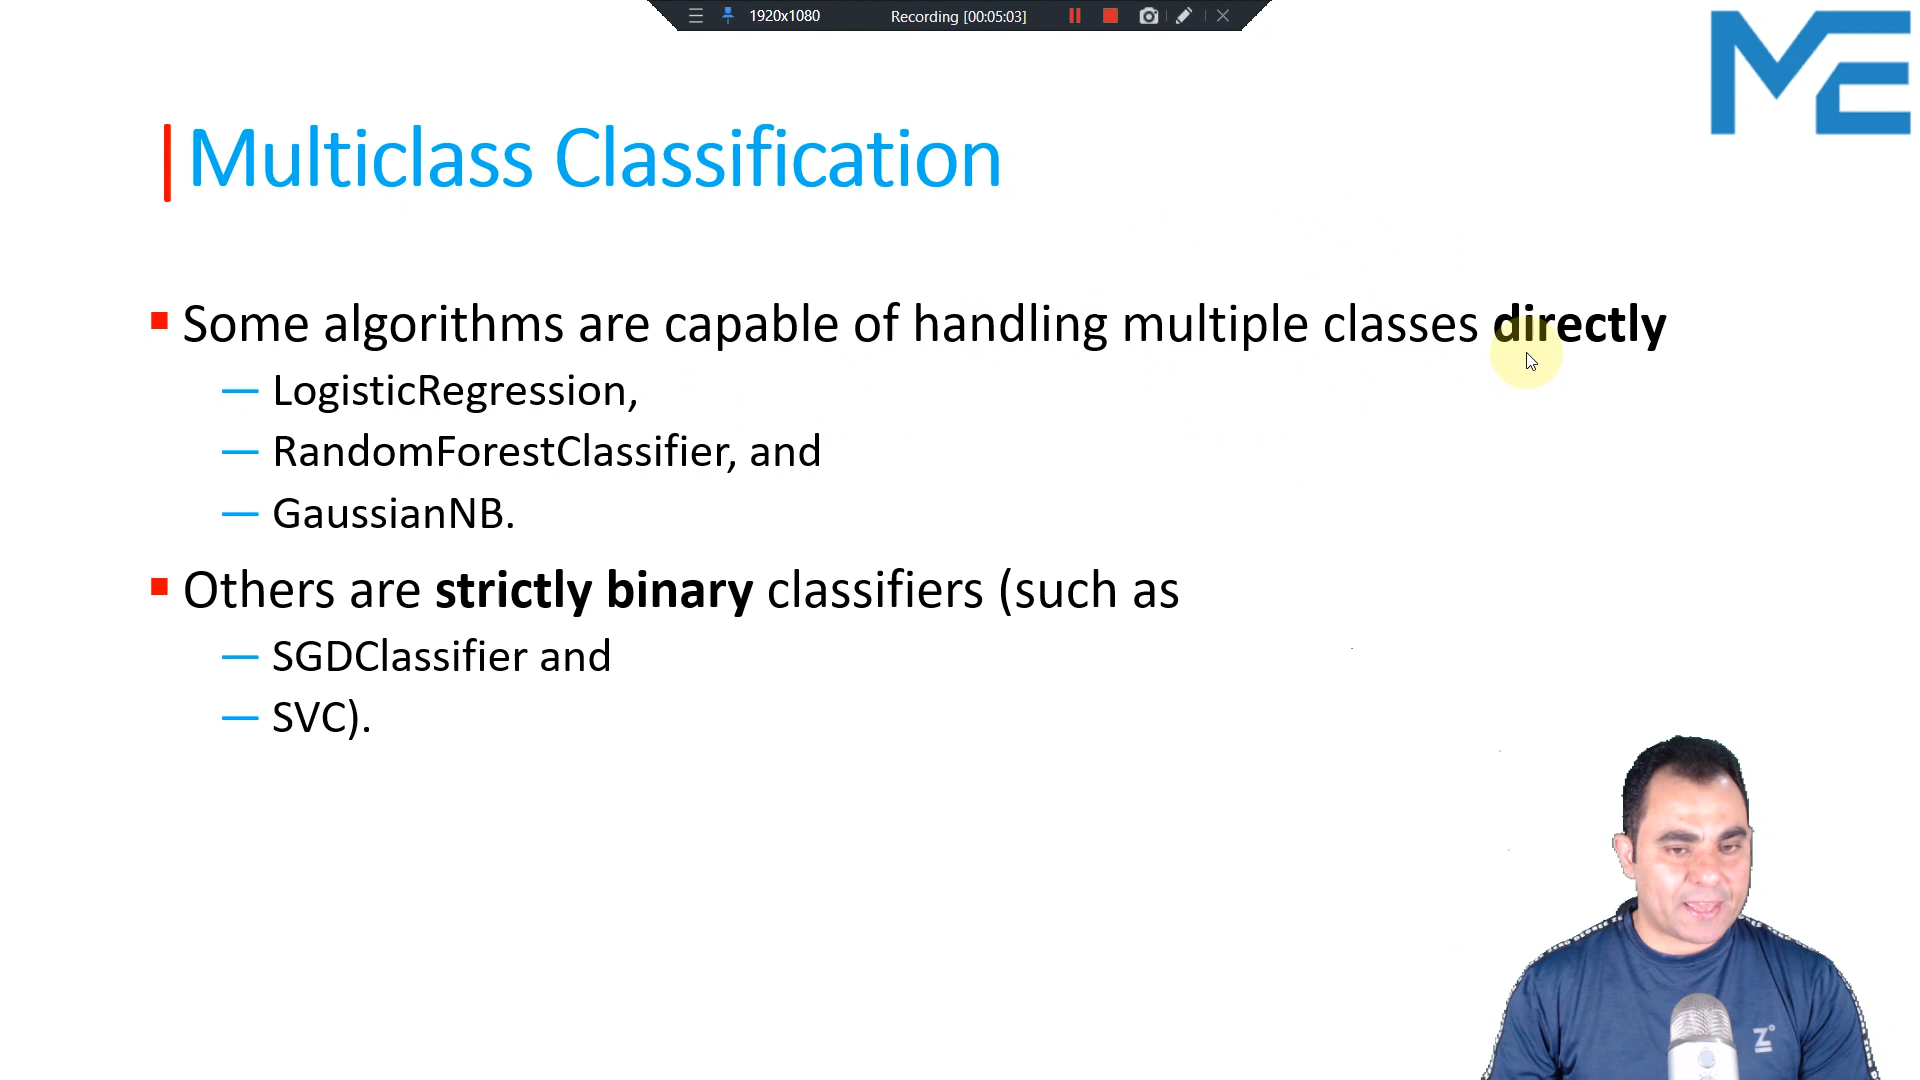 1920x1080 Recording [00:05:03]
ME
Multiclass Classification
Some algorithms are capable of handling multiple classes directly
— LogisticRegression,
— RandomForestClassifier, and
— GaussianNB.
Others are strictly binary classifiers (such as
— SGDClassifier and
— SVC).
Z°